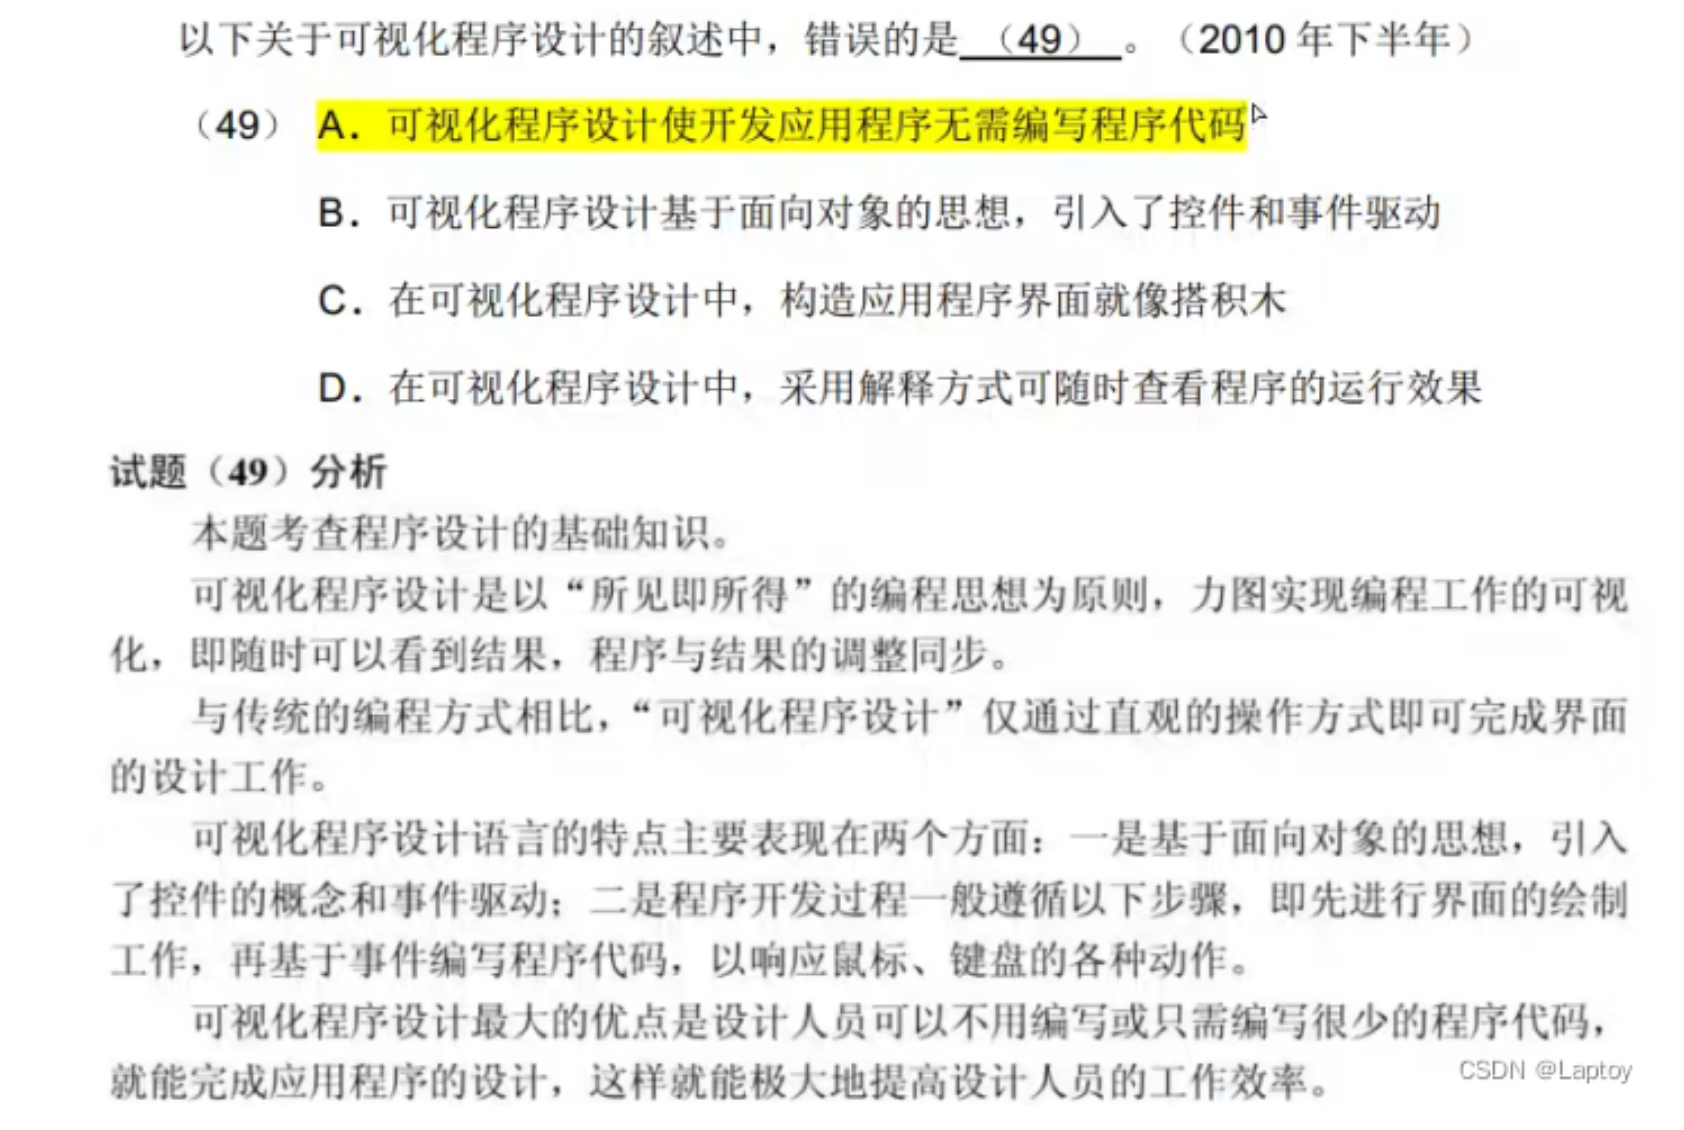 以下关于可视化程序设计的叙述中，错误的是（49）。（2010 年下半年）
（49） A．可视化程序设计使开发应用程序无需编写程序代码
B．可视化程序设计基于面向对象的思想，引入了控件和事件驱动
C．在可视化程序设计中，构造应用程序界面就像搭积木
D．在可视化程序设计中，采用解释方式可随时查看程序的运行效果
试题（49）分析
本题考查程序设计的基础知识。
可视化程序设计是以“所见即所得”的编程思想为原则，力图实现编程工作的可视
化，即随时可以看到结果，程序与结果的调整同步。
与传统的编程方式相比，“可视化程序设计”仅通过直观的操作方式即可完成界面
的设计工作。
可视化程序设计语言的特点主要表现在两个方面：一是基于面向对象的思想，引入
了控件的概念和事件驱动；二是程序开发过程一般遵循以下步骤，即先进行界面的绘制
工作，再基于事件编写程序代码，以响应鼠标、键盘的各种动作。
可视化程序设计最大的优点是设计人员可以不用编写或只需编写很少的程序代码，
就能完成应用程序的设计，这样就能极大地提高设计人员的工作效率。
CSDN @Laptoy